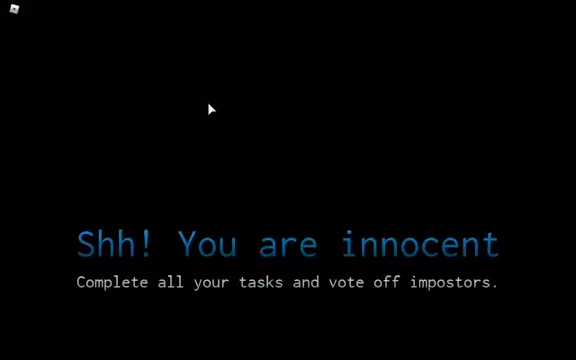 Shh! You are innocent
Complete all your tasks and vote off impostors.